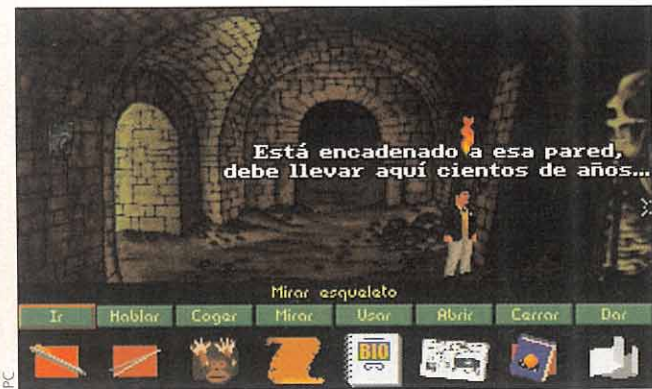 Está encadenado a esa pared,
debe llevar aquí cientos de años...
Mirar esqueleto
Ir Hablar Coger Mirar Usar Abrir Cerrar Dar
BIO
PC